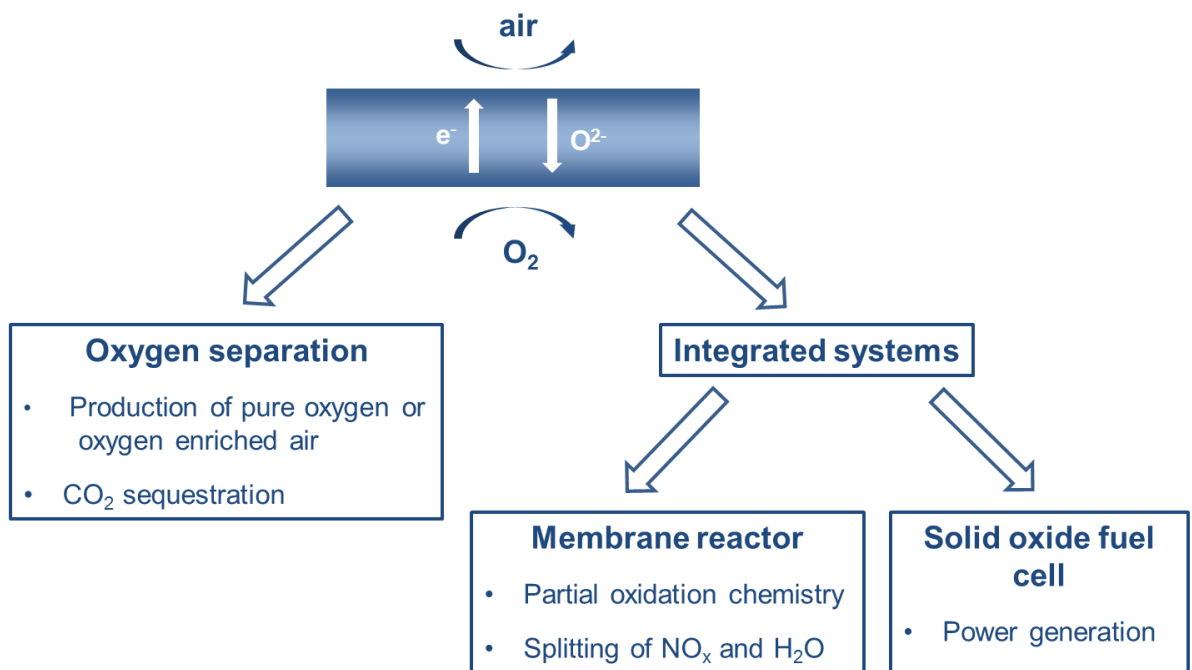 air
e⁻
O²⁻
O₂
Oxygen separation
• Production of pure oxygen or
oxygen enriched air
• CO₂ sequestration
Integrated systems
Membrane reactor
• Partial oxidation chemistry
• Splitting of NOₓ and H₂O
Solid oxide fuel
cell
• Power generation